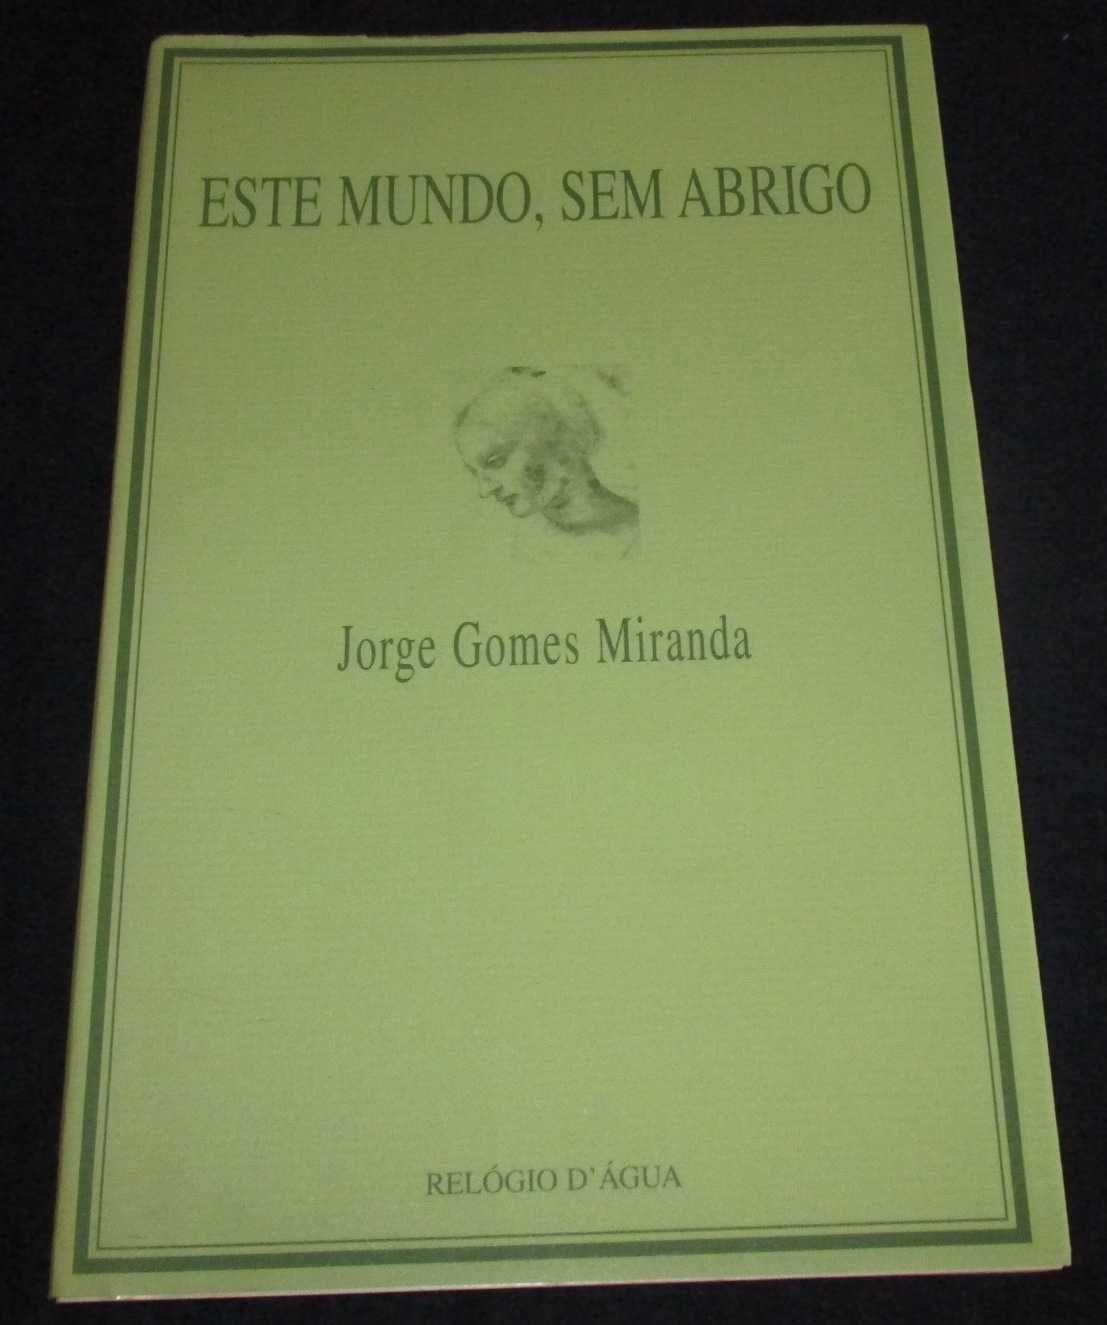 ESTE MUNDO, SEM ABRIGO
Jorge Gomes Miranda
RELÓGIO D'ÁGUA